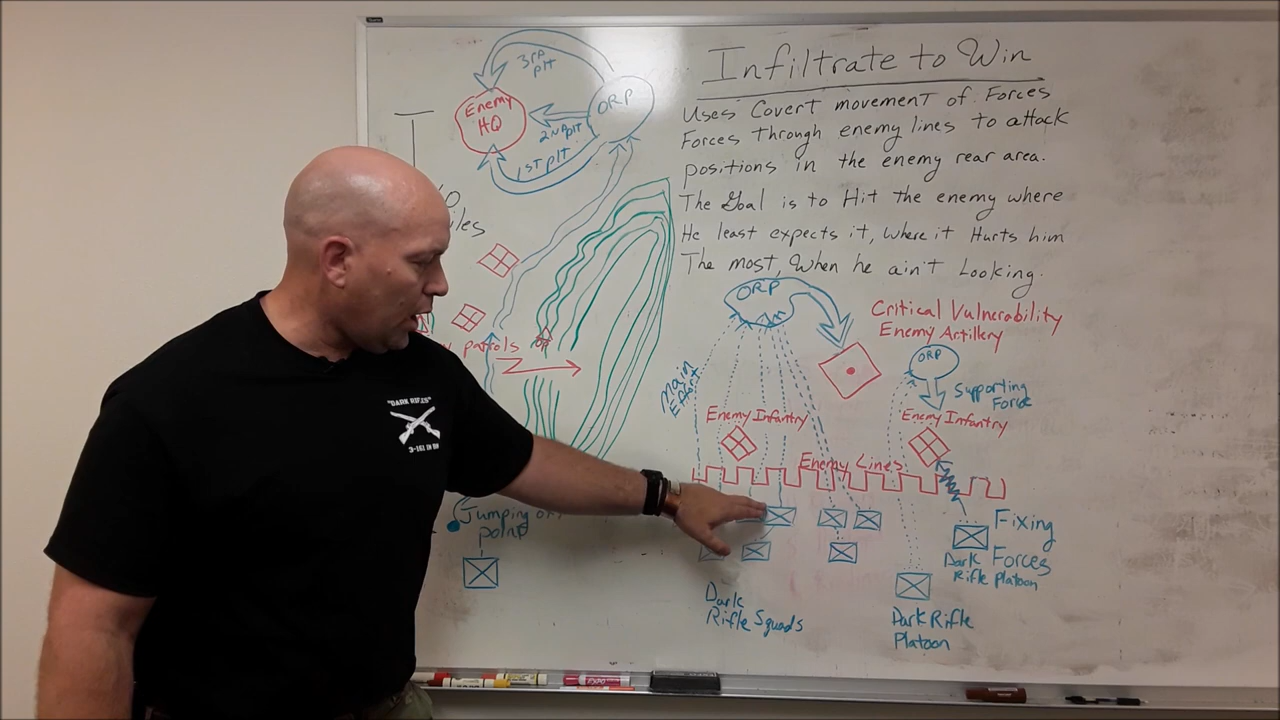 Infiltrate to Win
Uses Covert movement of Forces
Forces through enemy lines to attack
positions in the enemy rear area.
The Goal is to Hit the enemy where
He least expects it, where it Hurts him
The most, When he ain't Looking.
3RD
plt
Enemy
HQ
ORP
2ND plt
1ST plt.
patrols
Jumping
point
"DARK RIFLES"
3-161 IN BN
ORP
Critical Vulnerability
Enemy Artillery
ORP
Supporting
Force
Main
Effort
Enemy Infantry
Enemy Infantry
Enemy Lines
Fixing
Forces
Dark
Rifle Platoon
Dark
Rifle Squads
Dark Rifle
Platoon
EXPO